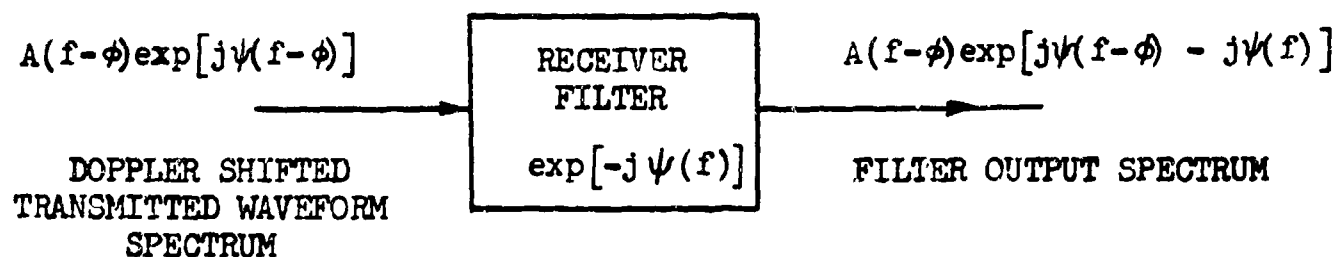 A(f-φ)exp[jψ(f-φ)]
DOPPLER SHIFTED
TRANSMITTED WAVEFORM
SPECTRUM
RECEIVER
FILTER
exp[-jψ(f)]
A(f-φ)exp[jψ(f-φ) - jψ(f)]
FILTER OUTPUT SPECTRUM